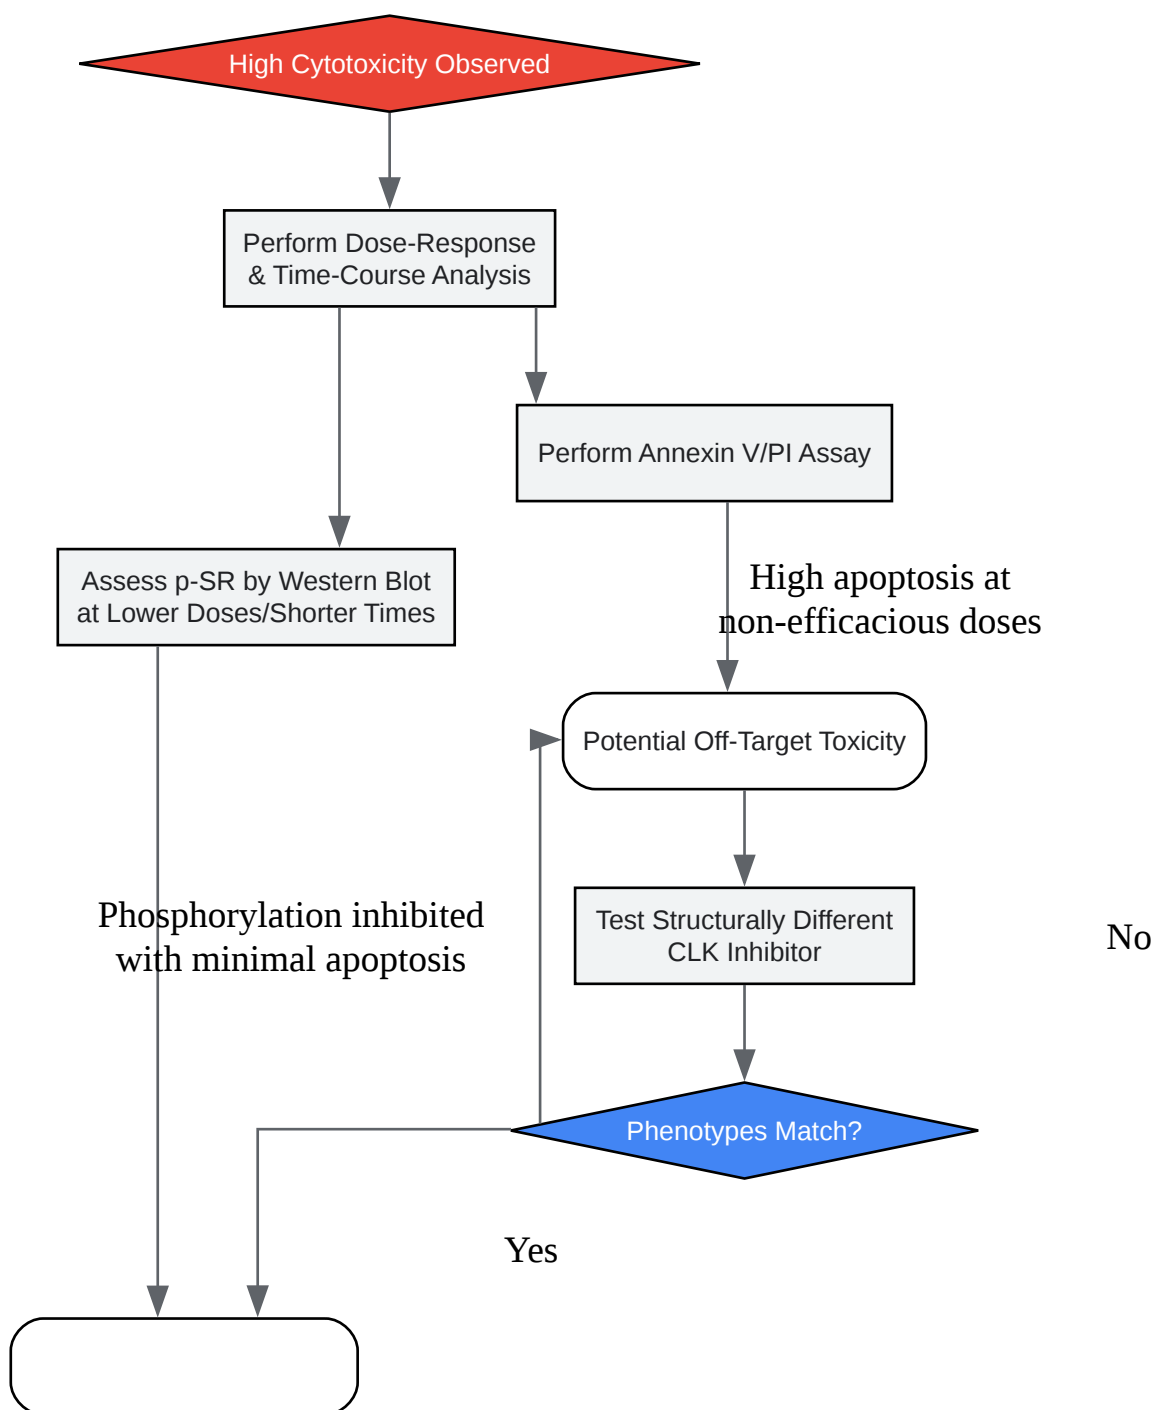 High Cytotoxicity Observed
Perform Dose-Response
& Time-Course Analysis
Perform Annexin V/PI Assay
High apoptosis at
non-efficacious doses
Assess p-SR by Western Blot
at Lower Doses/Shorter Times
Potential Off-Target Toxicity
Phosphorylation inhibited
with minimal apoptosis
Test Structurally Different
CLK Inhibitor
No
Phenotypes Match?
Yes